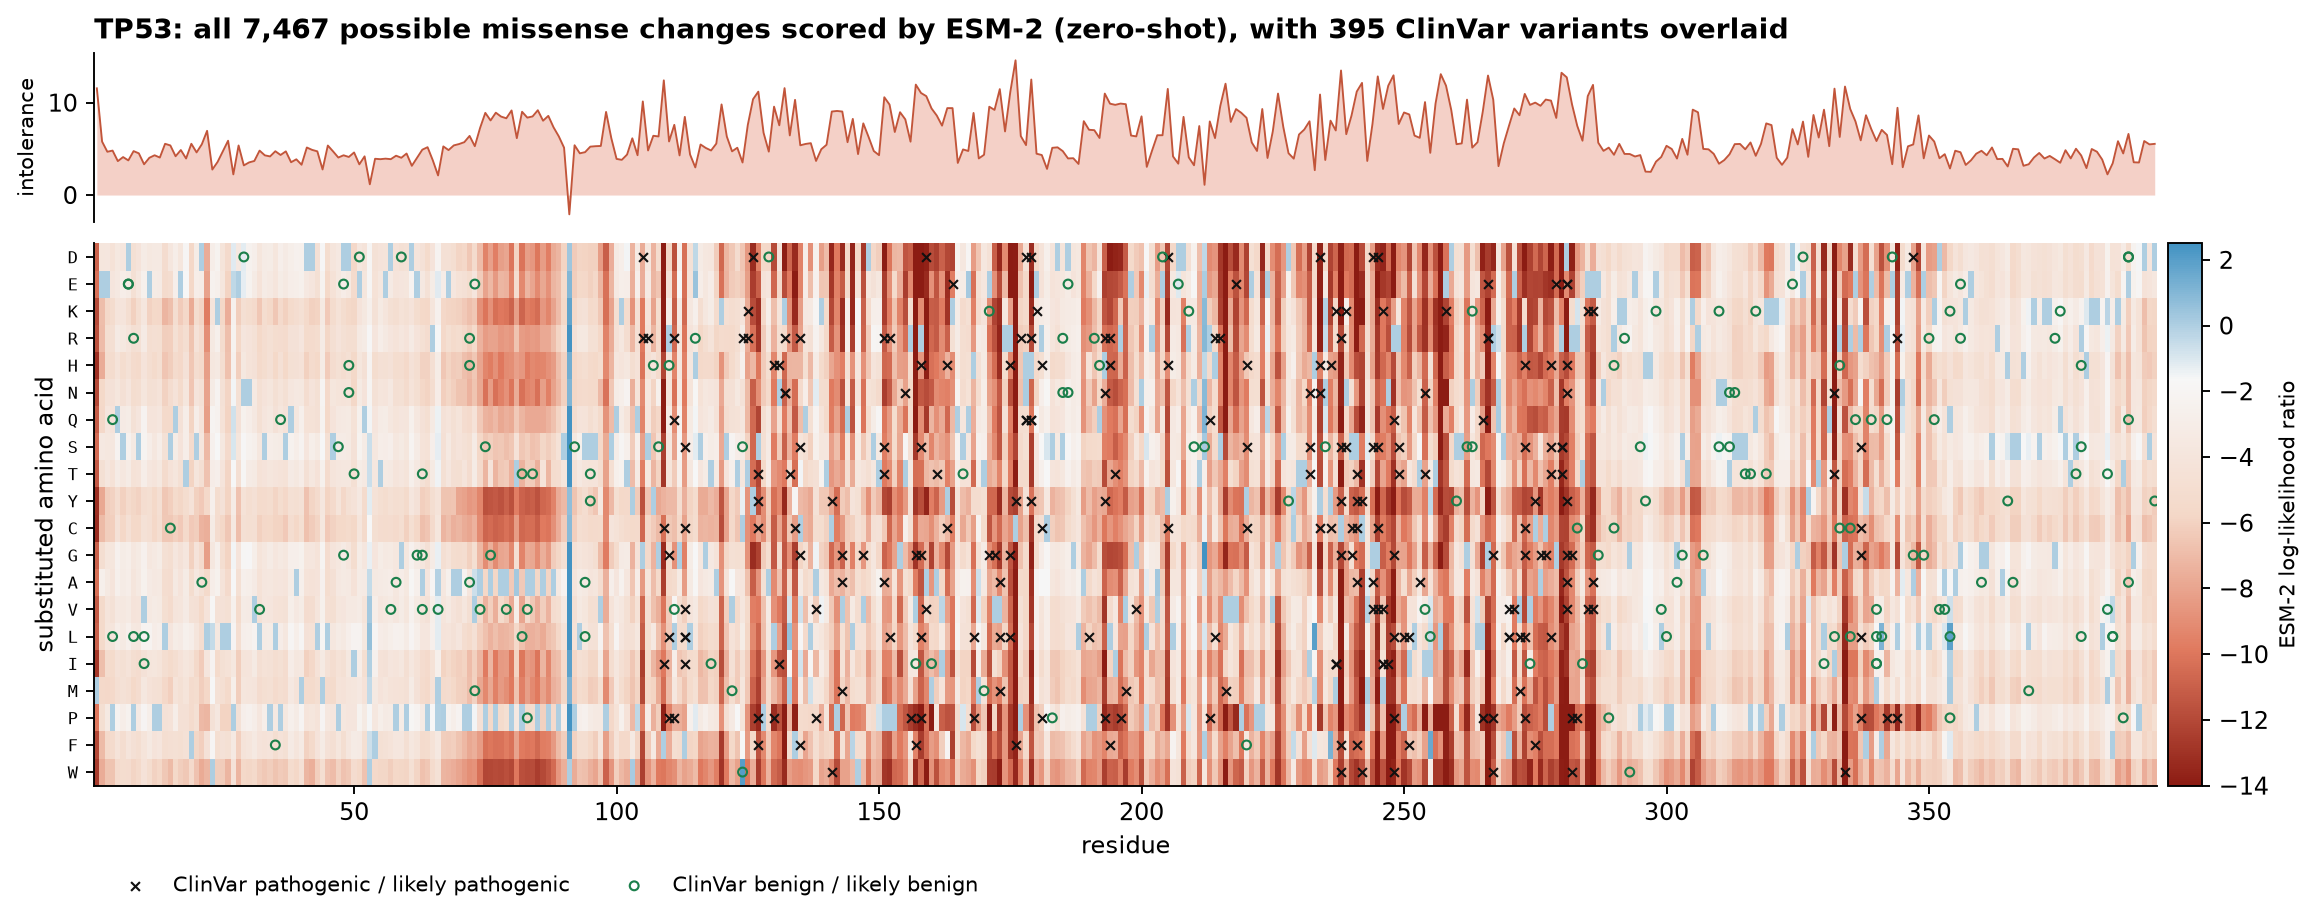 TP53: all 7,467 possible missense changes scored by ESM-2 (zero-shot), with 395 ClinVar variants overlaid
intolerance
10
0
substituted amino acid
D
E
K
R
H
N
Q
S
T
Y
C
G
A
V
L
I
M
P
F
W
50
100
150
200
250
300
350
residue
2
0
−2
−4
−6
−8
−10
−12
−14
ESM-2 log-likelihood ratio
ClinVar pathogenic / likely pathogenic
ClinVar benign / likely benign